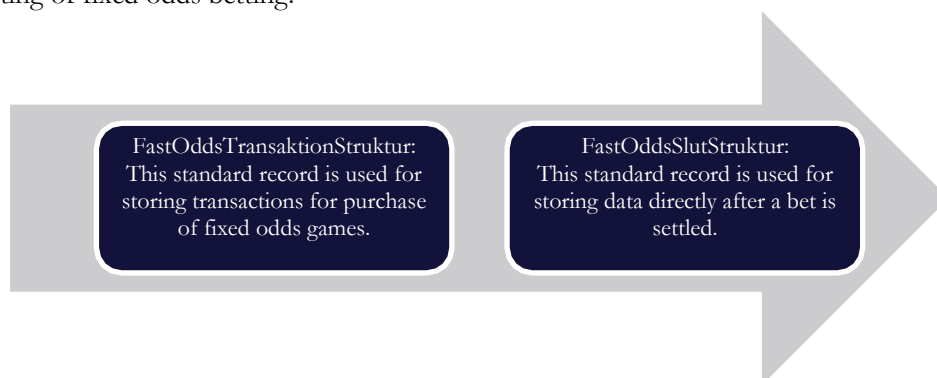 of fixed odds betting.
FastOddsTransaktionStruktur:
This standard record is used for
storing transactions for purchase
of fixed odds games.
FastOddsSlutStruktur:
This standard record is used for
storing data directly after a bet is
settled.